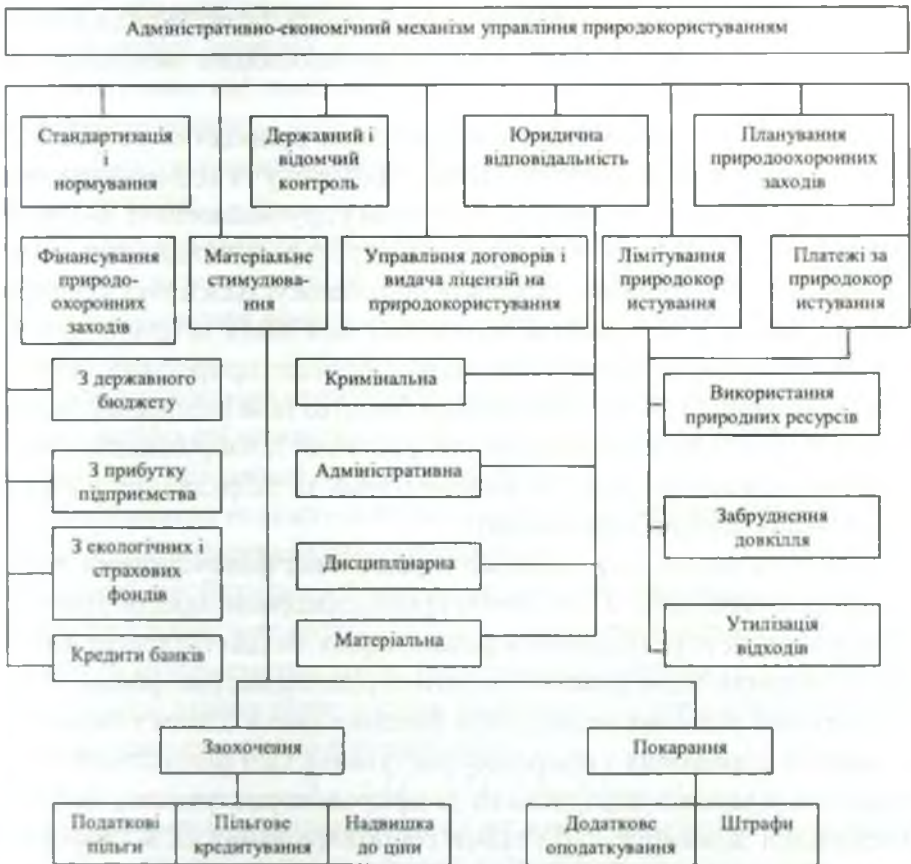 Адміністративно-економічний механізм управління природокористуванням
Стандартизація
і
нормування
Державний і
відомчий
контроль
Юридична
відповідальність
Планування
природоохоронних
заходів
Фінансування
природо-
охоронних
заходів
Матеріальне
стимулюва-
ння
Управління договорів і
видача ліцензій на
природокористування
Лімітування
природокор
истування
Платежі за
природокор
истування
З державного
бюджету
З прибутку
підприємства
З екологічних і
страхових
фондів
Кредити банків
Кримінальна
Адміністративна
Дисциплінарна
Матеріальна
Використання
природних ресурсів
Забруднення
довкілля
Утилізація
відходів
Заохочення
Податкові
пільги
Пільгове
кредитування
Надвишка
до ціни
Покарання
Додаткове
оподаткування
Штрафи